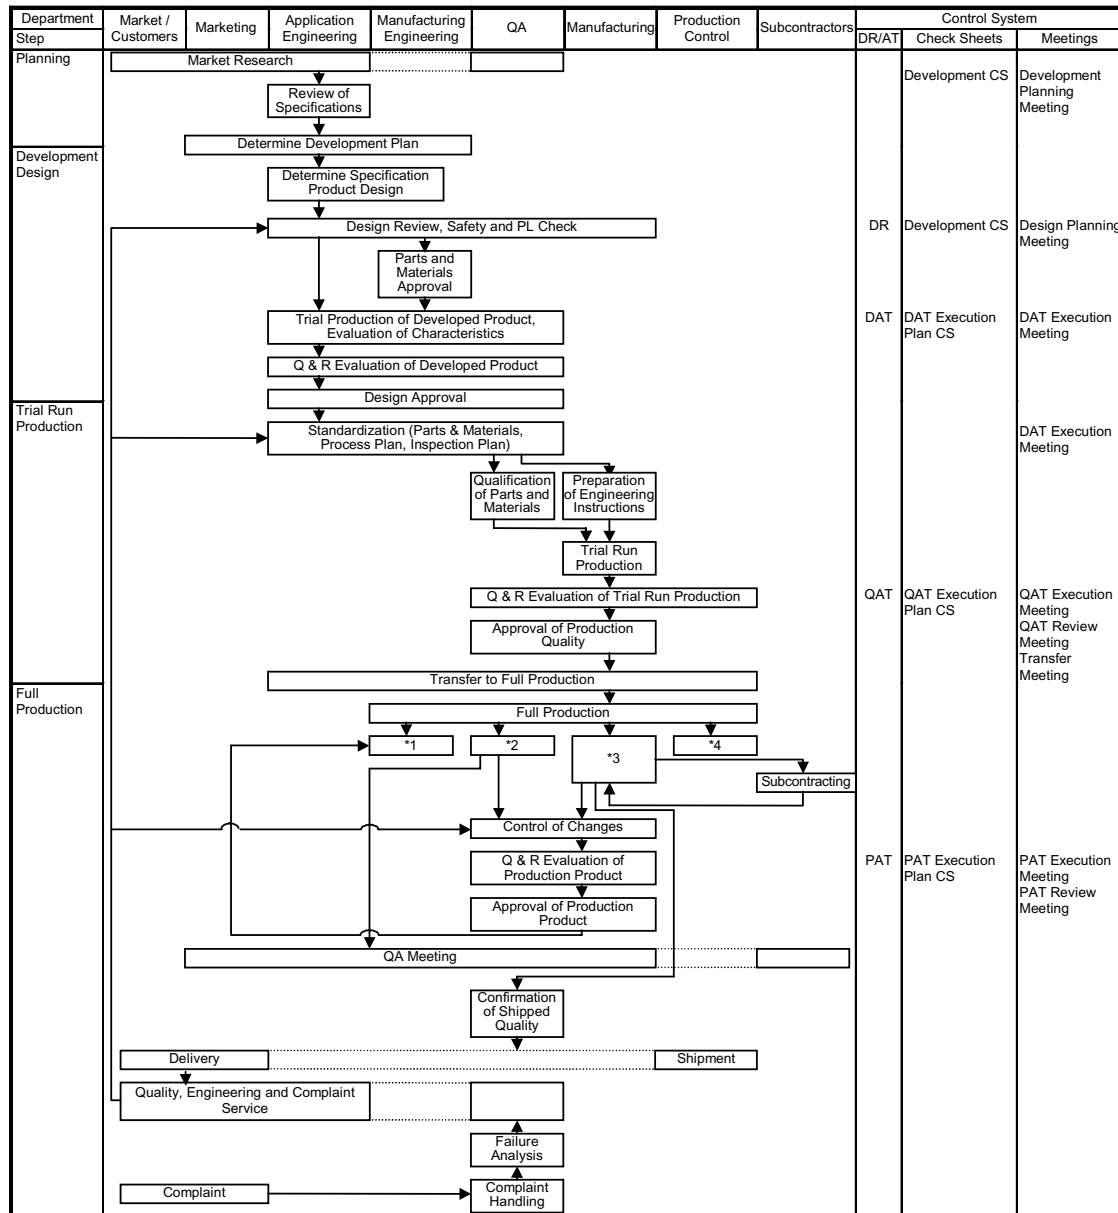 Department
Step
Market /
Customers
Marketing
Application
Engineering
Manufacturing
Engineering
QA
Manufacturing
Production
Control
Subcontractors
Control System
DR/AT
Check Sheets
Meetings
Planning
Market Research
Development CS
Development
Planning
Meeting
Review of
Specifications
Determine Development Plan
Development
Design
Determine Specification
Product Design
Design Review, Safety and PL Check
DR
Development CS
Design Planning
Meeting
Parts and
Materials
Approval
Trial Production of Developed Product,
Evaluation of Characteristics
DAT
DAT Execution
Plan CS
DAT Execution
Meeting
Q & R Evaluation of Developed Product
Design Approval
Trial Run
Production
Standardization (Parts & Materials,
Process Plan, Inspection Plan)
DAT Execution
Meeting
Qualification
of Parts and
Materials
Preparation
of Engineering
Instructions
Trial Run
Production
Q & R Evaluation of Trial Run Production
QAT
QAT Execution
Plan CS
QAT Execution
Meeting
QAT Review
Meeting
Transfer
Meeting
Approval of Production
Quality
Transfer to Full Production
Full
Production
Full Production
*1
*2
*3
*4
Subcontracting
Control of Changes
Q & R Evaluation of
Production Product
PAT
PAT Execution
Plan CS
PAT Execution
Meeting
PAT Review
Meeting
Approval of Production
Product
QA Meeting
Confirmation
of Shipped
Quality
Delivery
Shipment
Quality, Engineering and Complaint
Service
Failure
Analysis
Complaint
Complaint
Handling